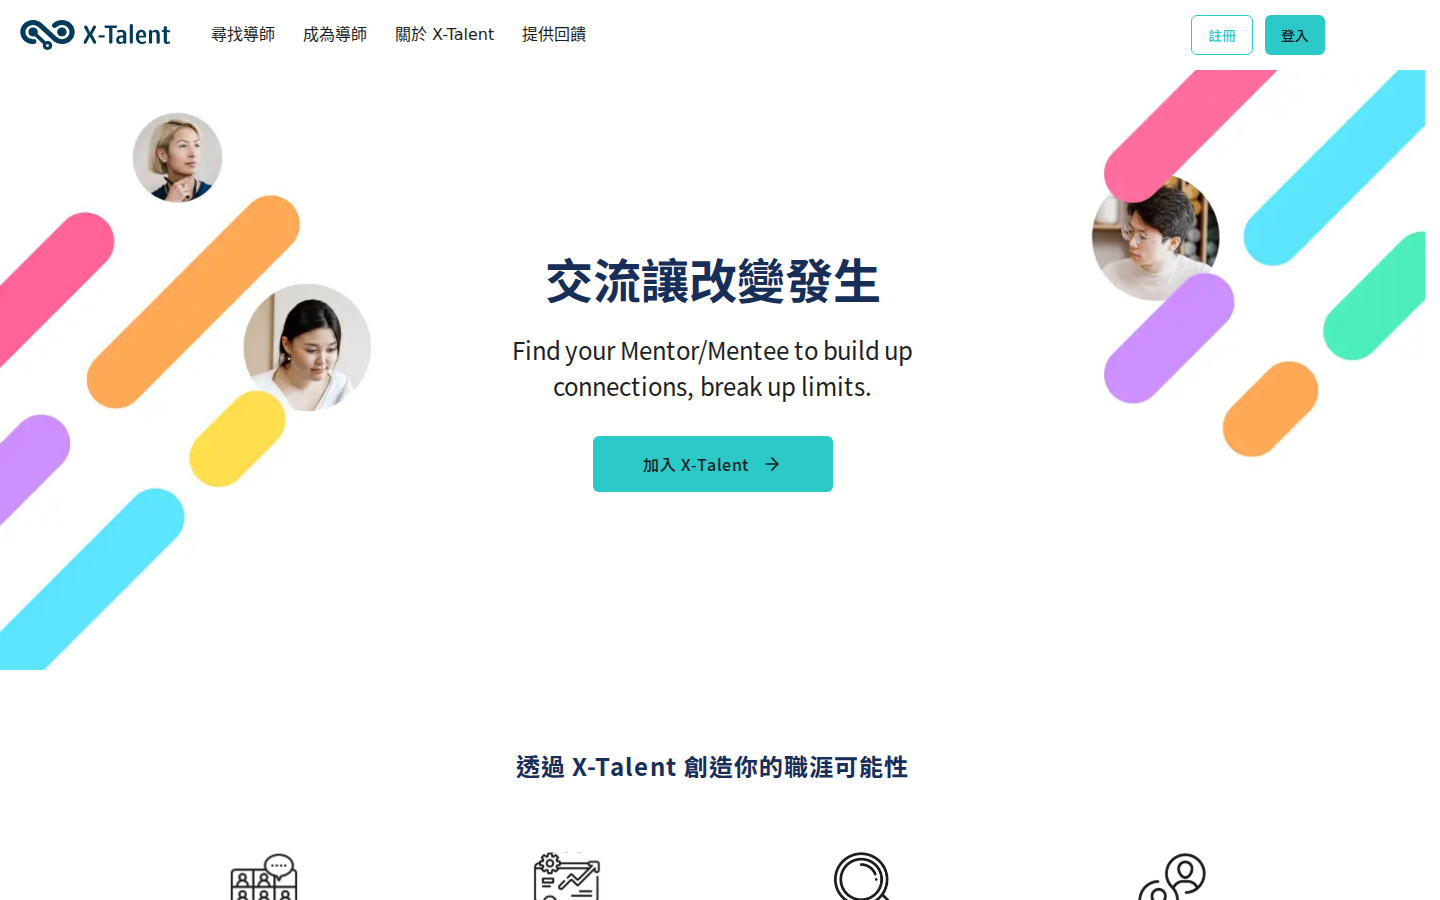 X-Talent
尋找導師
成為導師
關於 X-Talent
提供回饋
註冊
登入
交流讓改變發生
Find your Mentor/Mentee to build up
connections, break up limits.
加入 X-Talent
透過 X-Talent 創造你的職涯可能性